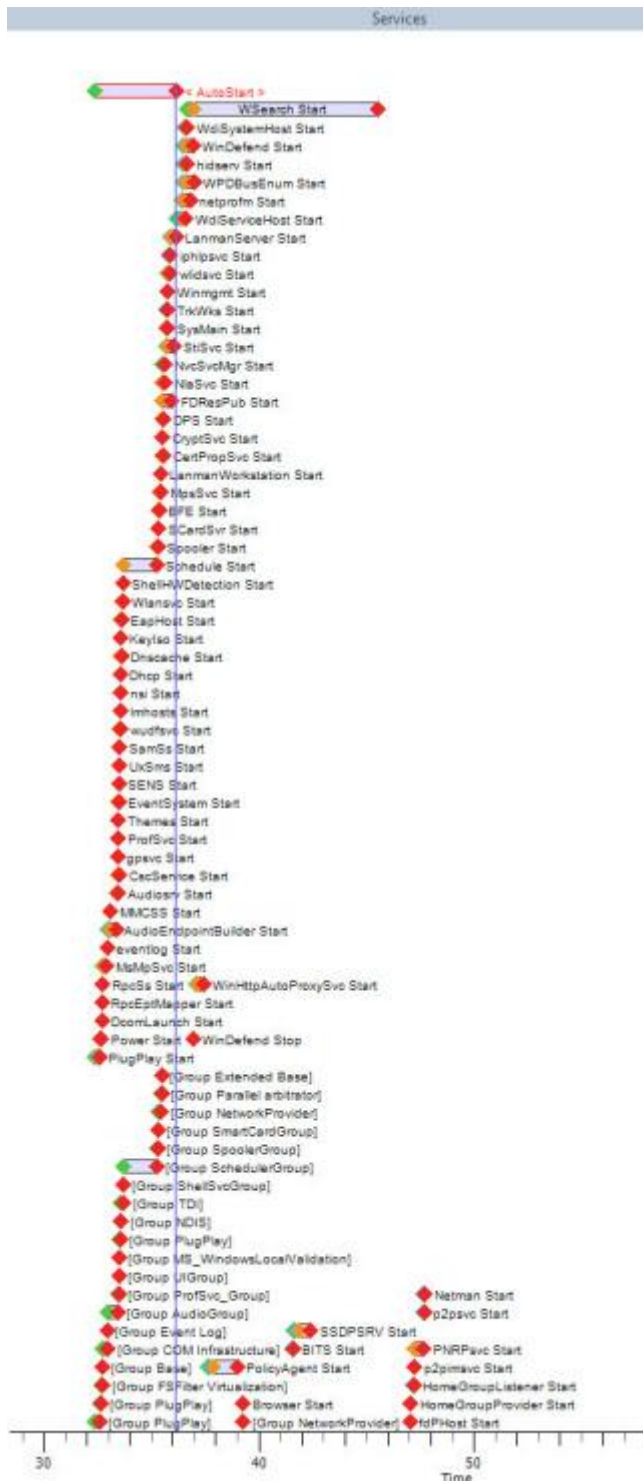 Services
< AutoStart >
WSearch Start
WdiSystemHost Start
WinDefend Start
hidserv Start
WPDBusEnum Start
netprofm Start
WdiServiceHost Start
LanmanServer Start
iphlpsvc Start
wlidsvc Start
Winmgmt Start
TrkWks Start
SysMain Start
StiSvc Start
NvcSvcMgr Start
NlaSvc Start
FDResPub Start
DPS Start
CryptSvc Start
CertPropSvc Start
LanmanWorkstation Start
MpsSvc Start
BFE Start
SCardSvr Start
Spooler Start
Schedule Start
ShellHWDetection Start
Wlansvc Start
EapHost Start
KeyIso Start
Dnscache Start
Dhcp Start
nsi Start
lmhosts Start
wudfsvc Start
SamSs Start
UxSms Start
SENS Start
EventSystem Start
Themes Start
ProfSvc Start
gpsvc Start
CscService Start
Audiosrv Start
MMCSS Start
AudioEndpointBuilder Start
eventlog Start
MsMpSvc Start
RpcSs Start WinHttpAutoProxySvc Start
RpcEptMapper Start
DcomLaunch Start
Power Start WinDefend Stop
PlugPlay Start
[Group Extended Base]
[Group Parallel arbitrator]
[Group NetworkProvider]
[Group SmartCardGroup]
[Group SpoolerGroup]
[Group SchedulerGroup]
[Group ShellSvcGroup]
[Group TDI]
[Group NDIS]
[Group PlugPlay]
[Group MS_WindowsLocalValidation]
[Group UIGroup]
[Group ProfSvc_Group] Netman Start
[Group AudioGroup] p2psvc Start
[Group Event Log] SSDPSRV Start
[Group COM Infrastructure] BITS Start PNRPsvc Start
[Group Base] PolicyAgent Start p2pimsvc Start
[Group FSFilter Virtualization] HomeGroupListener Start
[Group PlugPlay] Browser Start HomeGroupProvider Start
[Group PlugPlay] [Group NetworkProvider] fdPHost Start
30 40 50
Time